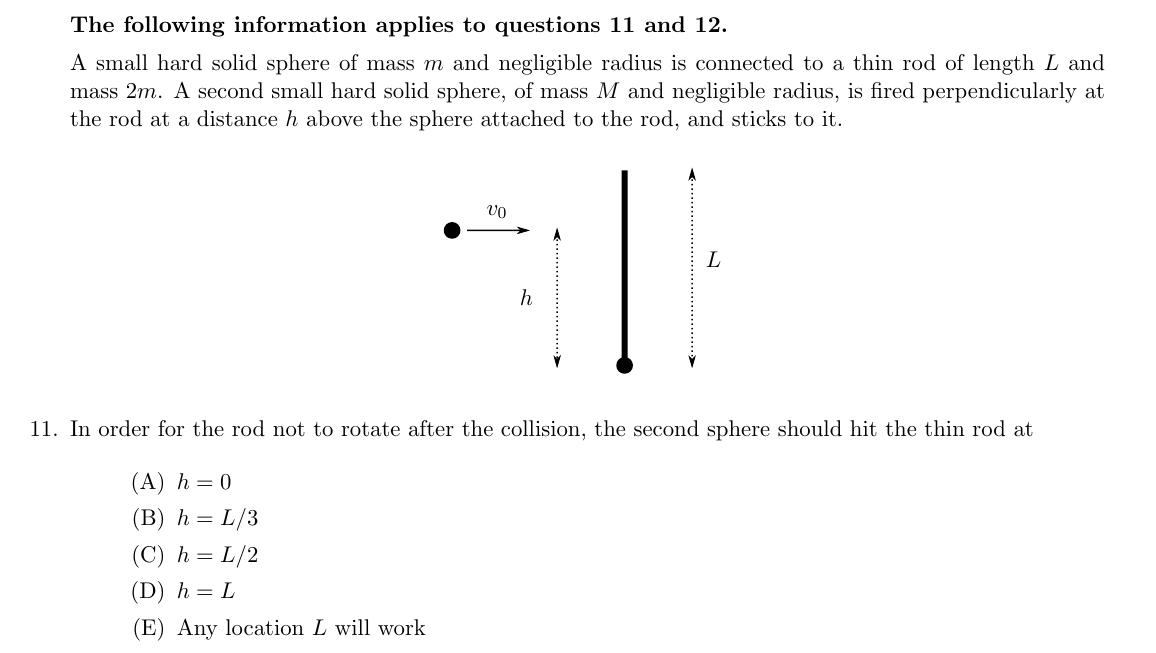 The following information applies to questions 11 and 12.
A small hard solid sphere of mass m and negligible radius is connected to a thin rod of length L and
mass 2m. A second small hard solid sphere, of mass M and negligible radius, is fired perpendicularly at
the rod at a distance h above the sphere attached to the rod, and sticks to it.
v0
L
h
11. In order for the rod not to rotate after the collision, the second sphere should hit the thin rod at
(A) h = 0
(B) h = L/3
(C) h = L/2
(D) h = L
(E) Any location L will work